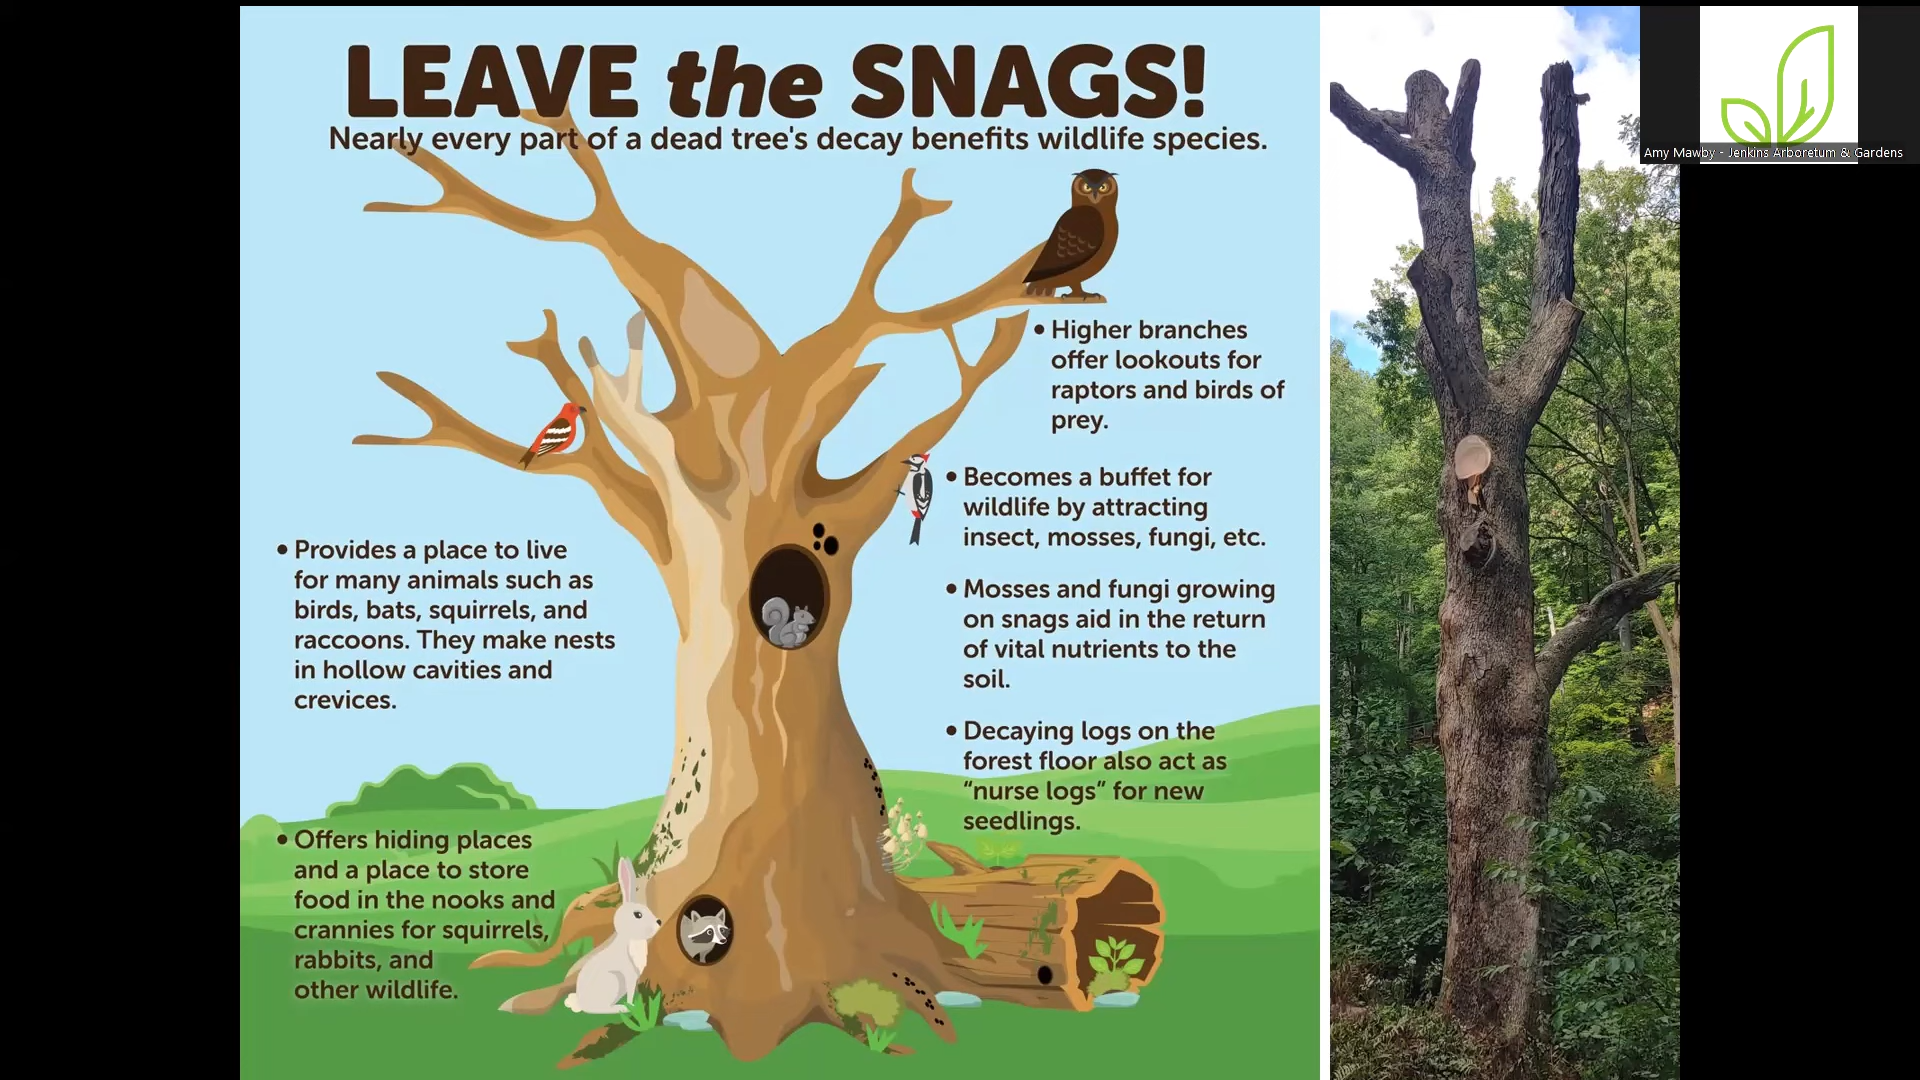 LEAVE the SNAGS!
Nearly every part of a dead tree's decay benefits wildlife species.
• Higher branches
offer lookouts for
raptors and birds of
prey.
• Becomes a buffet for
wildlife by attracting
insect, mosses, fungi, etc.
• Mosses and fungi growing
on snags aid in the return
of vital nutrients to the
soil.
• Decaying logs on the
forest floor also act as
“nurse logs” for new
seedlings.
• Provides a place to live
for many animals such as
birds, bats, squirrels, and
raccoons. They make nests
in hollow cavities and
crevices.
• Offers hiding places
and a place to store
food in the nooks and
crannies for squirrels,
rabbits, and
other wildlife.
Amy Mawby - Jenkins Arboretum & Gardens